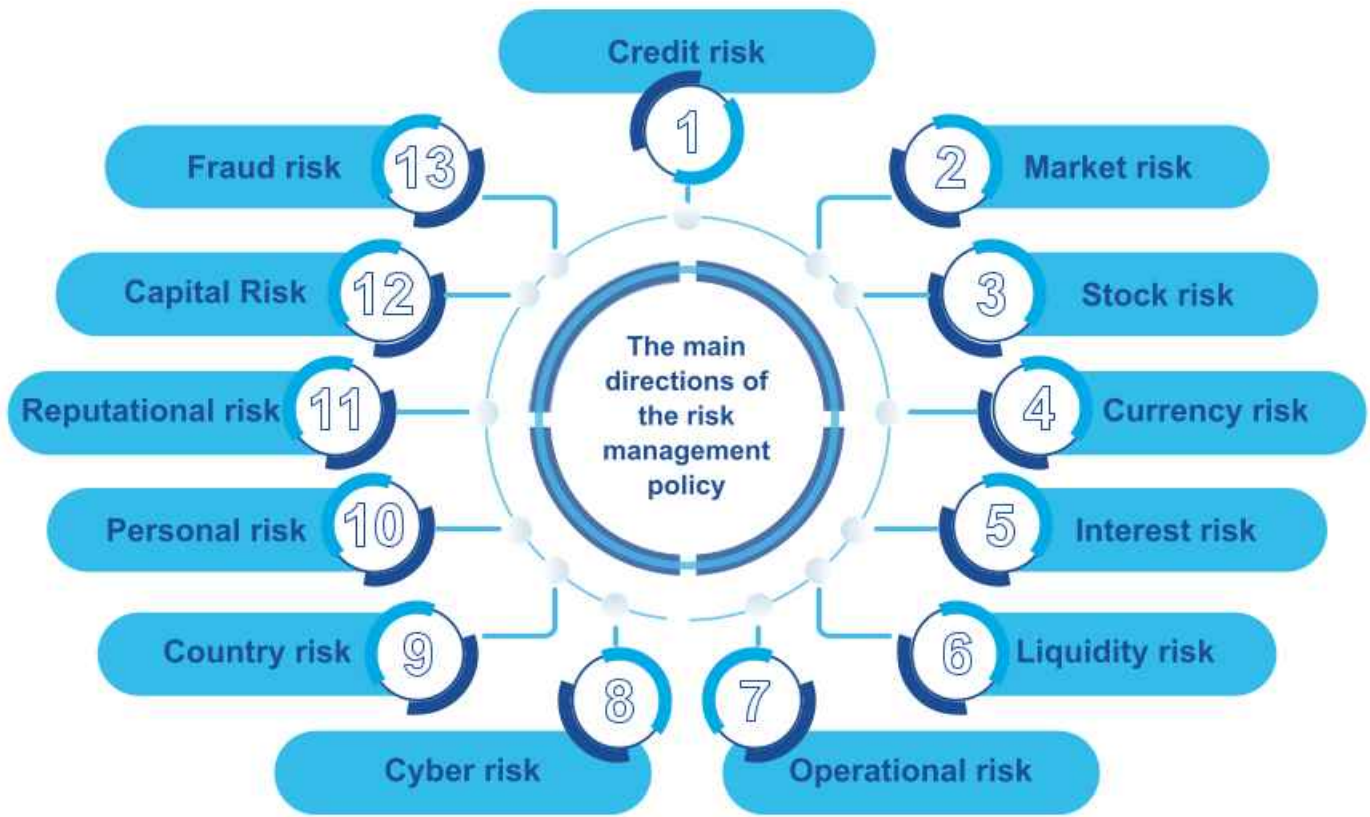 The main
directions of
the risk
management
policy
1
Credit risk
2
Market risk
3
Stock risk
4
Currency risk
5
Interest risk
6
Liquidity risk
7
Operational risk
8
Cyber risk
9
Country risk
10
Personal risk
11
Reputational risk
12
Capital Risk
13
Fraud risk